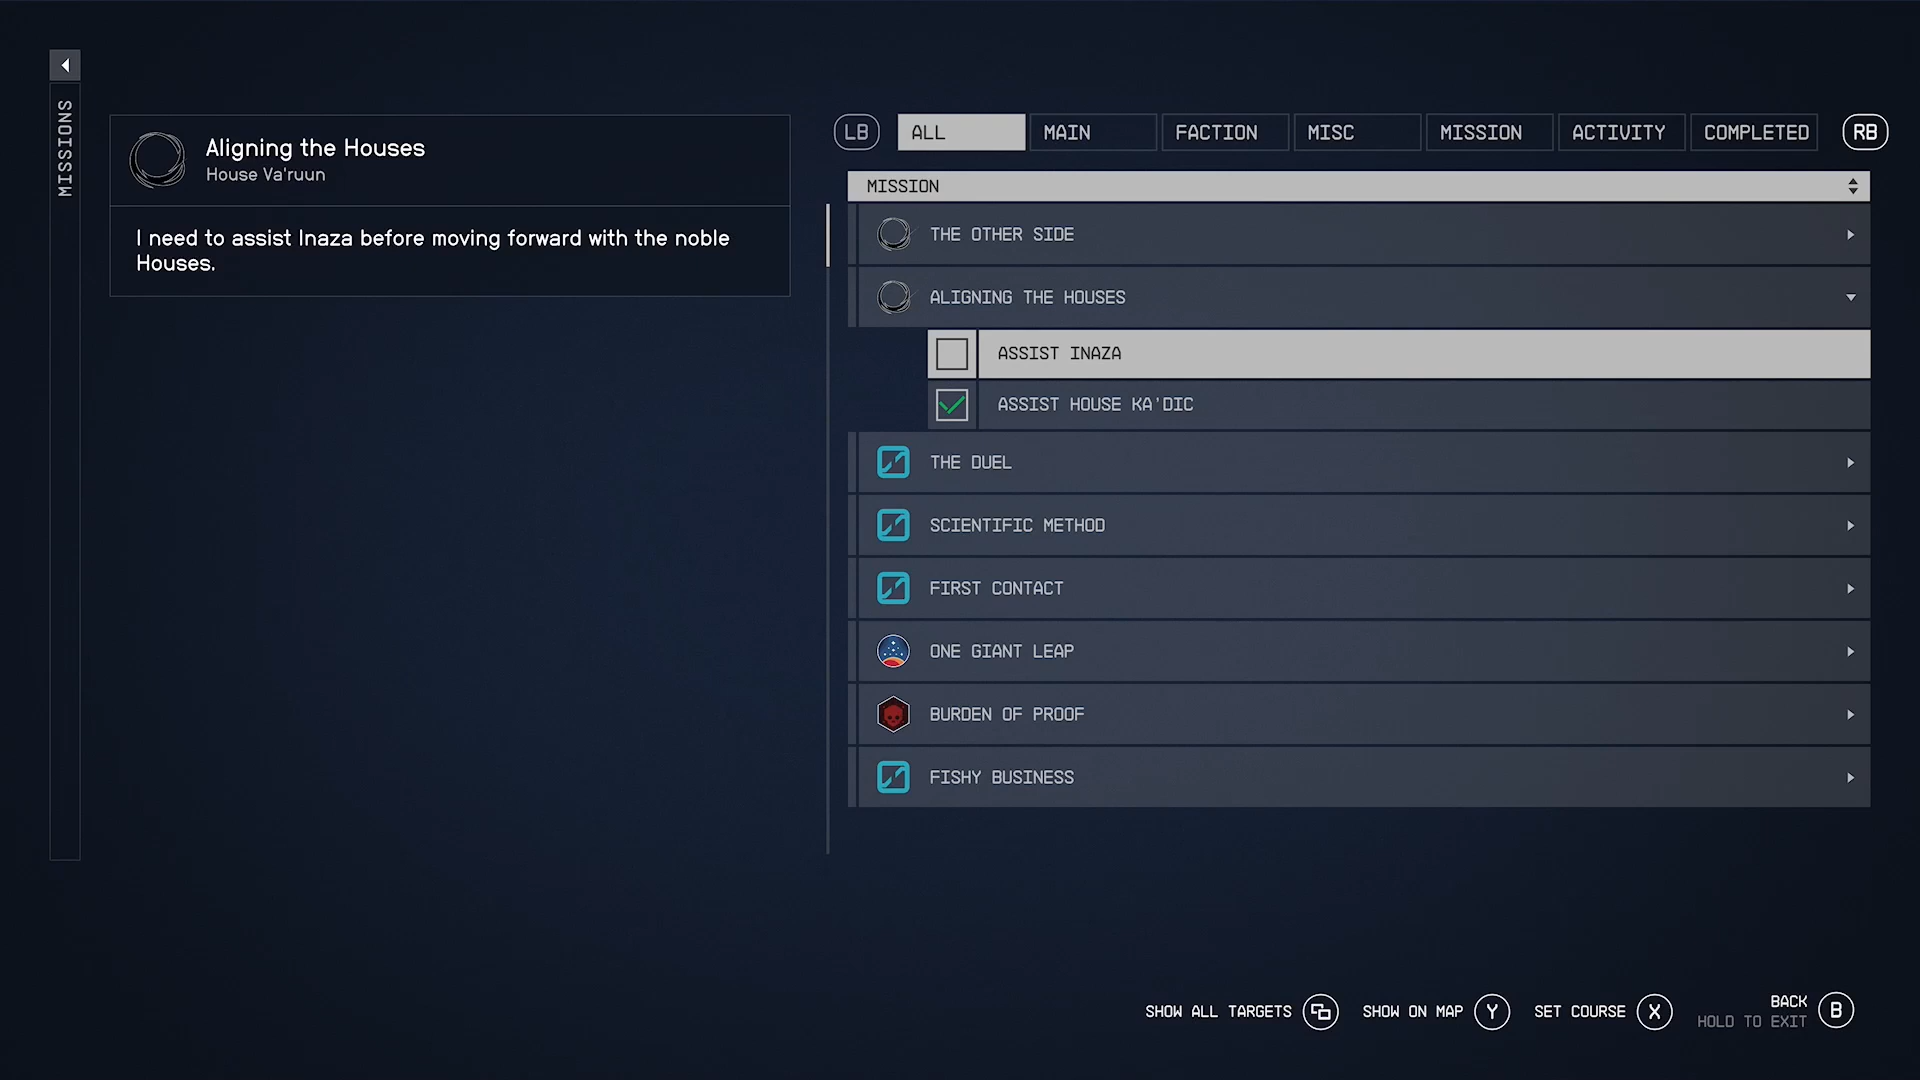 MISSIONS
Aligning the Houses
House Va'ruun
I need to assist Inaza before moving forward with the noble
Houses.
LB
ALL
MAIN
FACTION
MISC
MISSION
ACTIVITY
COMPLETED
RB
MISSION
THE OTHER SIDE
ALIGNING THE HOUSES
ASSIST INAZA
ASSIST HOUSE KA'DIC
THE DUEL
SCIENTIFIC METHOD
FIRST CONTACT
ONE GIANT LEAP
BURDEN OF PROOF
FISHY BUSINESS
SHOW ALL TARGETS
SHOW ON MAP Y
SET COURSE X
BACK B
HOLD TO EXIT